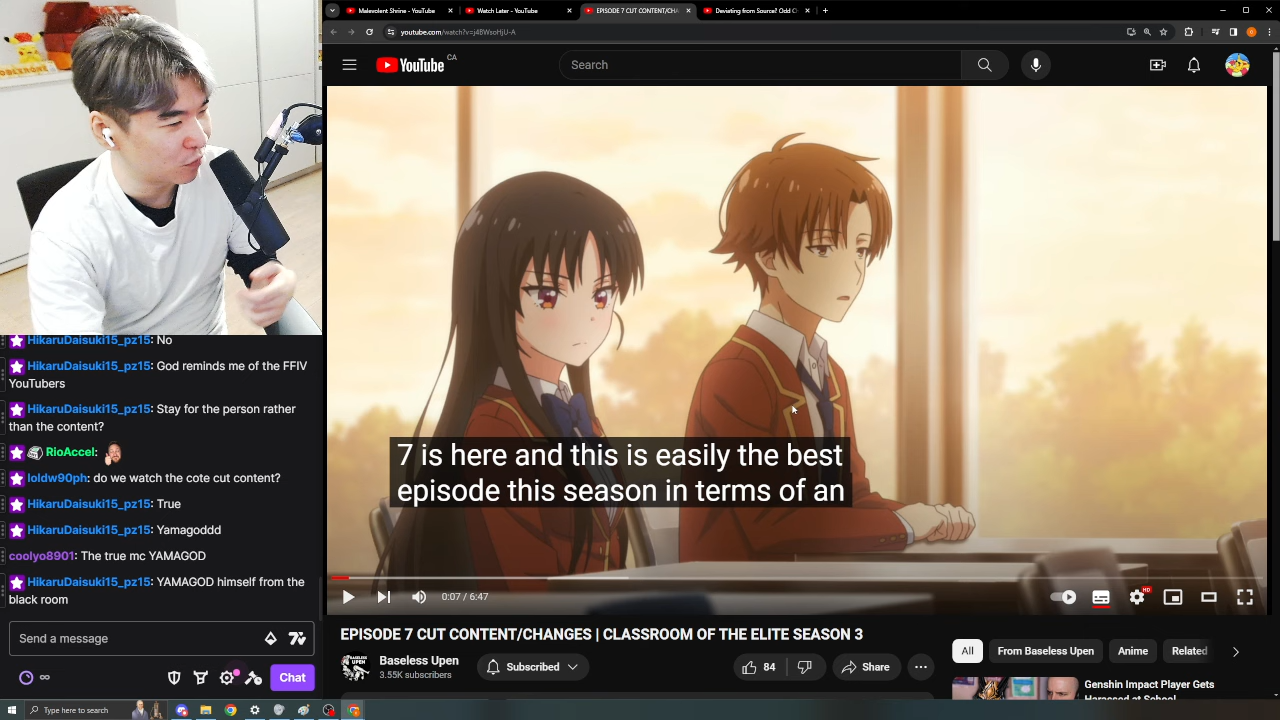 Malevolent Shrine - YouTube
Watch Later - YouTube
EPISODE 7 CUT CONTENT/CHA
Deviating from Source? Odd C
youtube.com/watch?v=j48WsoHjU-A
YouTube CA
Search
HikaruDaisuki15_pz15: No
HikaruDaisuki15_pz15: God reminds me of the FFIV
YouTubers
HikaruDaisuki15_pz15: Stay for the person rather
than the content?
RioAccel:
loldw90ph: do we watch the cote cut content?
HikaruDaisuki15_pz15: True
HikaruDaisuki15_pz15: Yamagoddd
coolyo8901: The true mc YAMAGOD
HikaruDaisuki15_pz15: YAMAGOD himself from the
black room
Send a message
Chat
7 is here and this is easily the best
episode this season in terms of an
0:07 / 6:47
HD
EPISODE 7 CUT CONTENT/CHANGES | CLASSROOM OF THE ELITE SEASON 3
BASELESS
UPEN
Baseless Upen
3.55K subscribers
Subscribed
84
Share
All
From Baseless Upen
Anime
Related
Genshin Impact Player Gets
Harassed at School
Type here to search